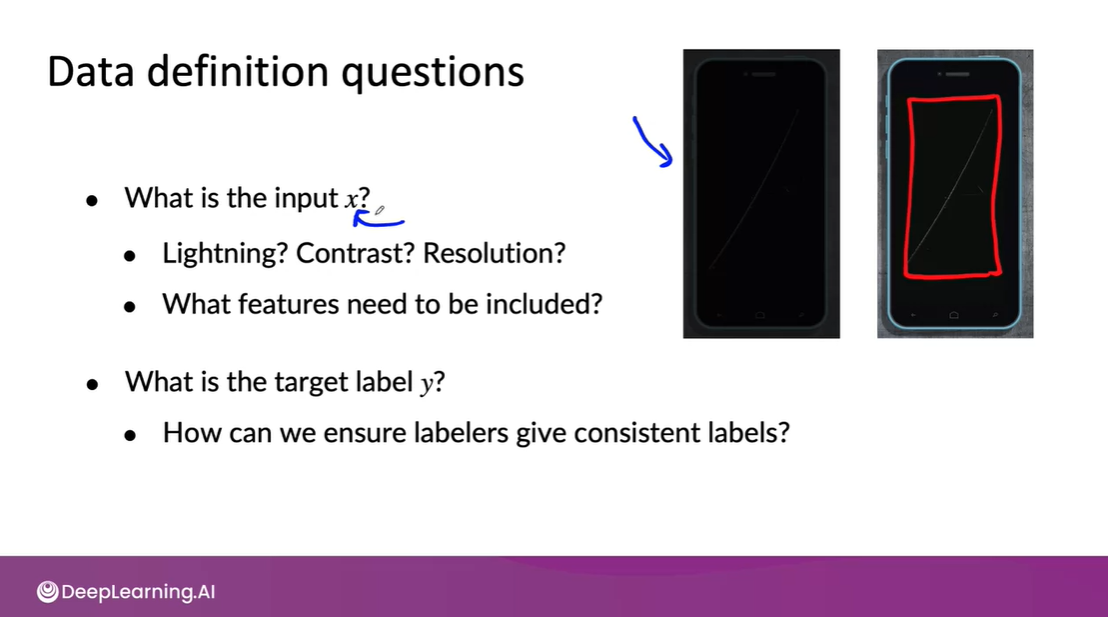 Data definition questions
What is the input x?
Lightning? Contrast? Resolution?
What features need to be included?
What is the target label y?
How can we ensure labelers give consistent labels?
DeepLearning.AI